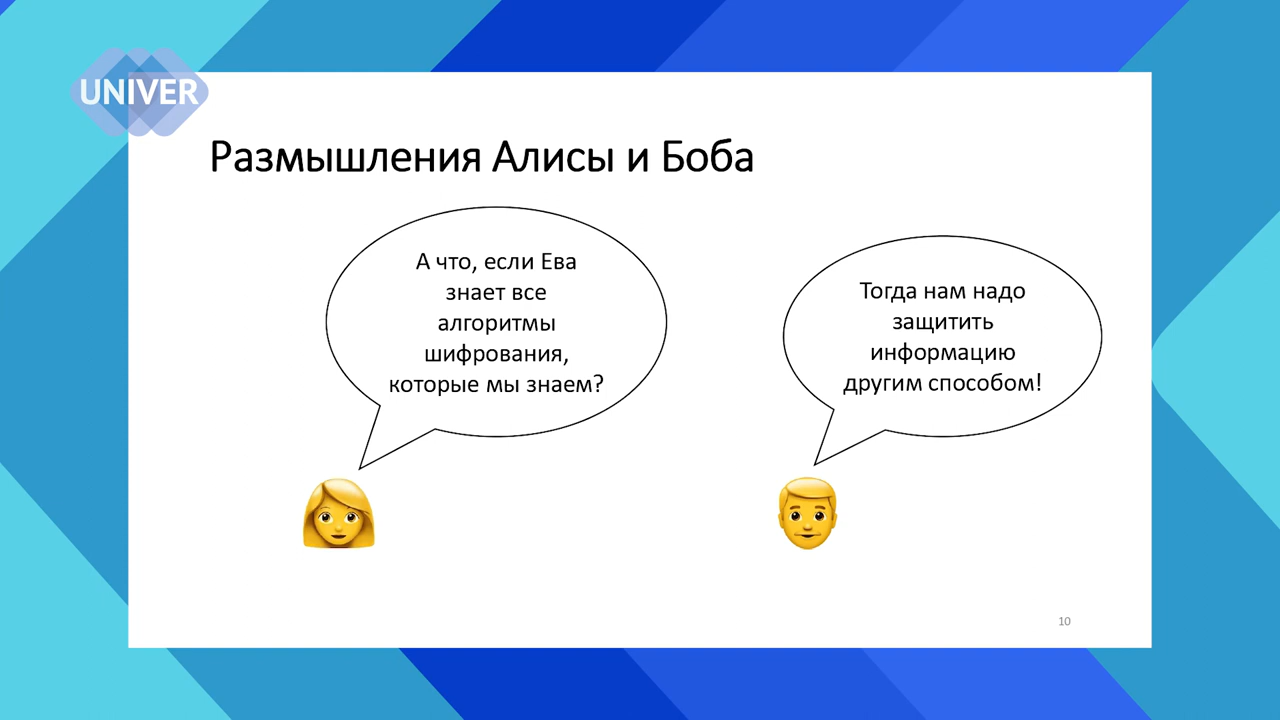 UNIVER
Размышления Алисы и Боба
А что, если Ева
знает все
алгоритмы
шифрования,
которые мы знаем?
Тогда нам надо
защитить
информацию
другим способом!
10